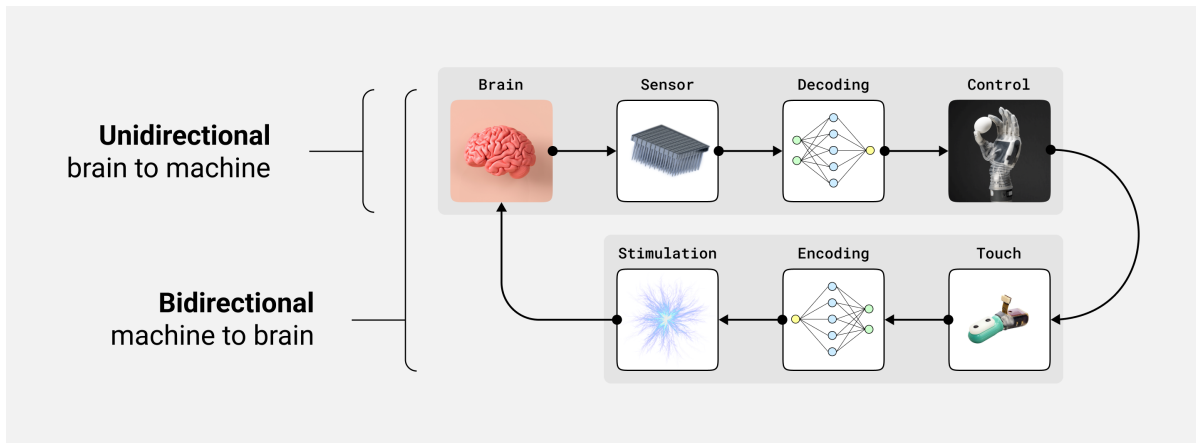 Unidirectional
brain to machine
Bidirectional
machine to brain
Brain
Sensor
Decoding
Control
Stimulation
Encoding
Touch